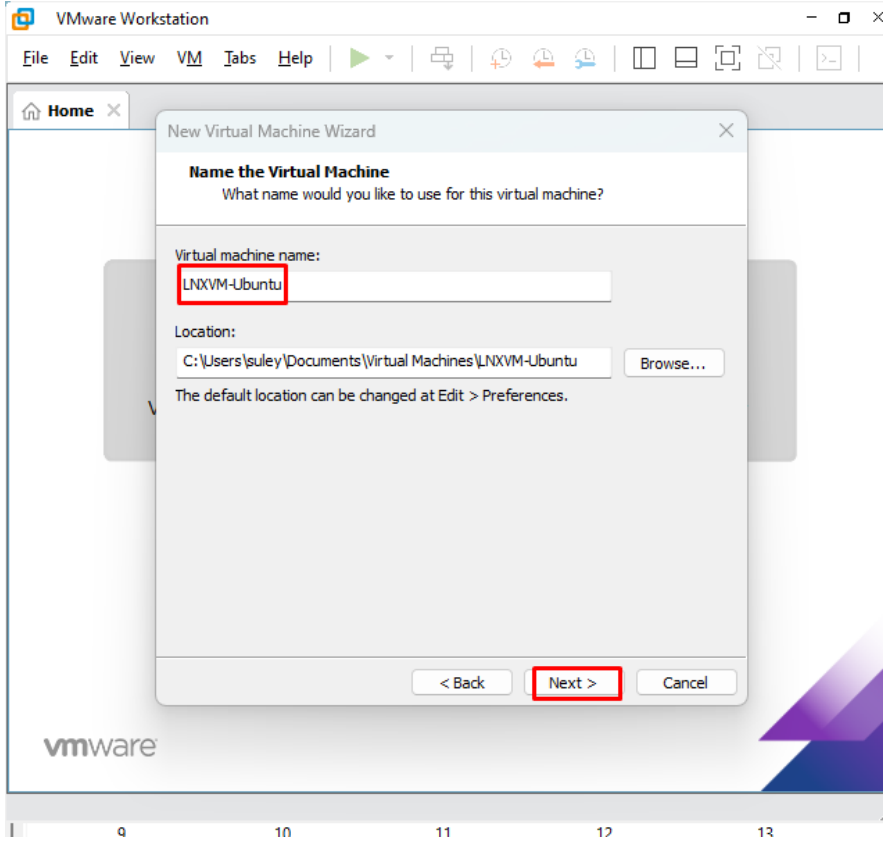 VMware Workstation
File Edit View VM Tabs Help
Home
New Virtual Machine Wizard
Name the Virtual Machine
What name would you like to use for this virtual machine?
Virtual machine name:
LNXVM-Ubuntu
Location:
C:\Users\suley\Documents\Virtual Machines\LNXVM-Ubuntu Browse...
The default location can be changed at Edit > Preferences.
V
< Back Next > Cancel
vmware
9 10 11 12 13